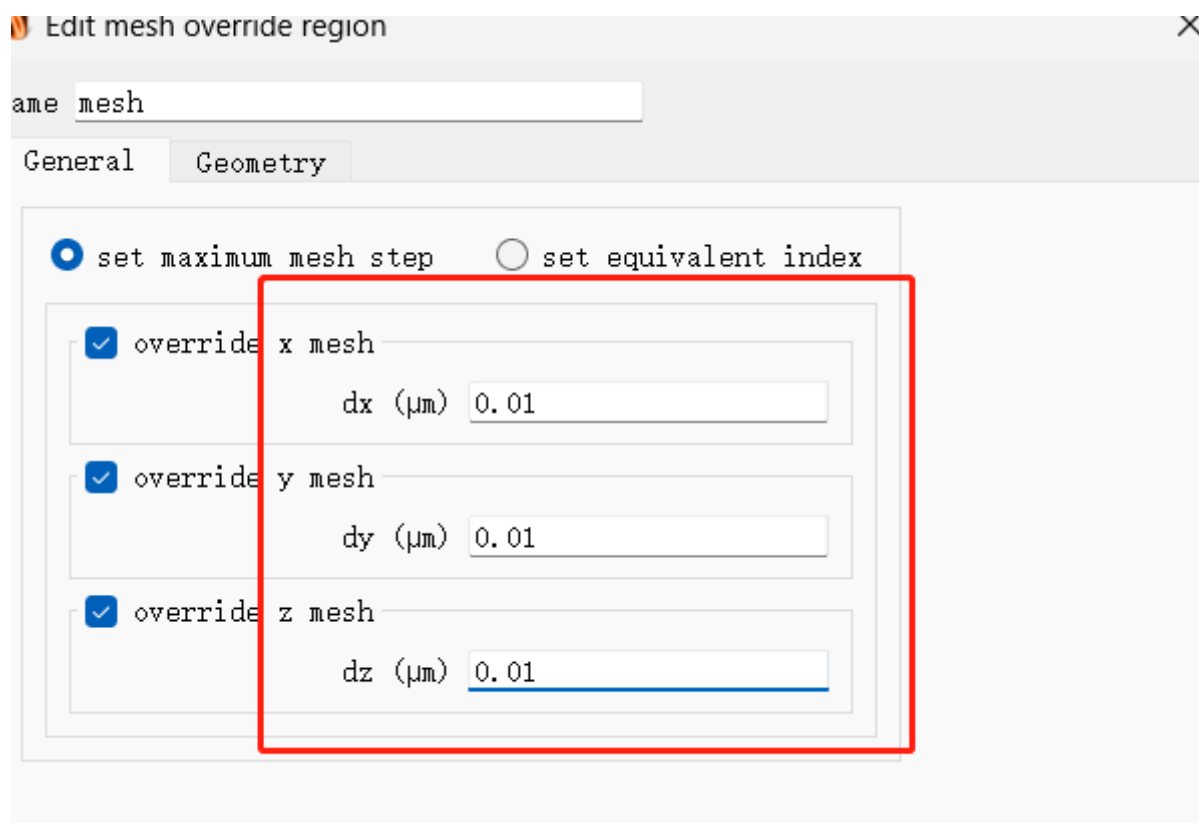 Edit mesh override region
ame mesh
General Geometry
set maximum mesh step set equivalent index
override x mesh
dx (μm) 0.01
override y mesh
dy (μm) 0.01
override z mesh
dz (μm) 0.01